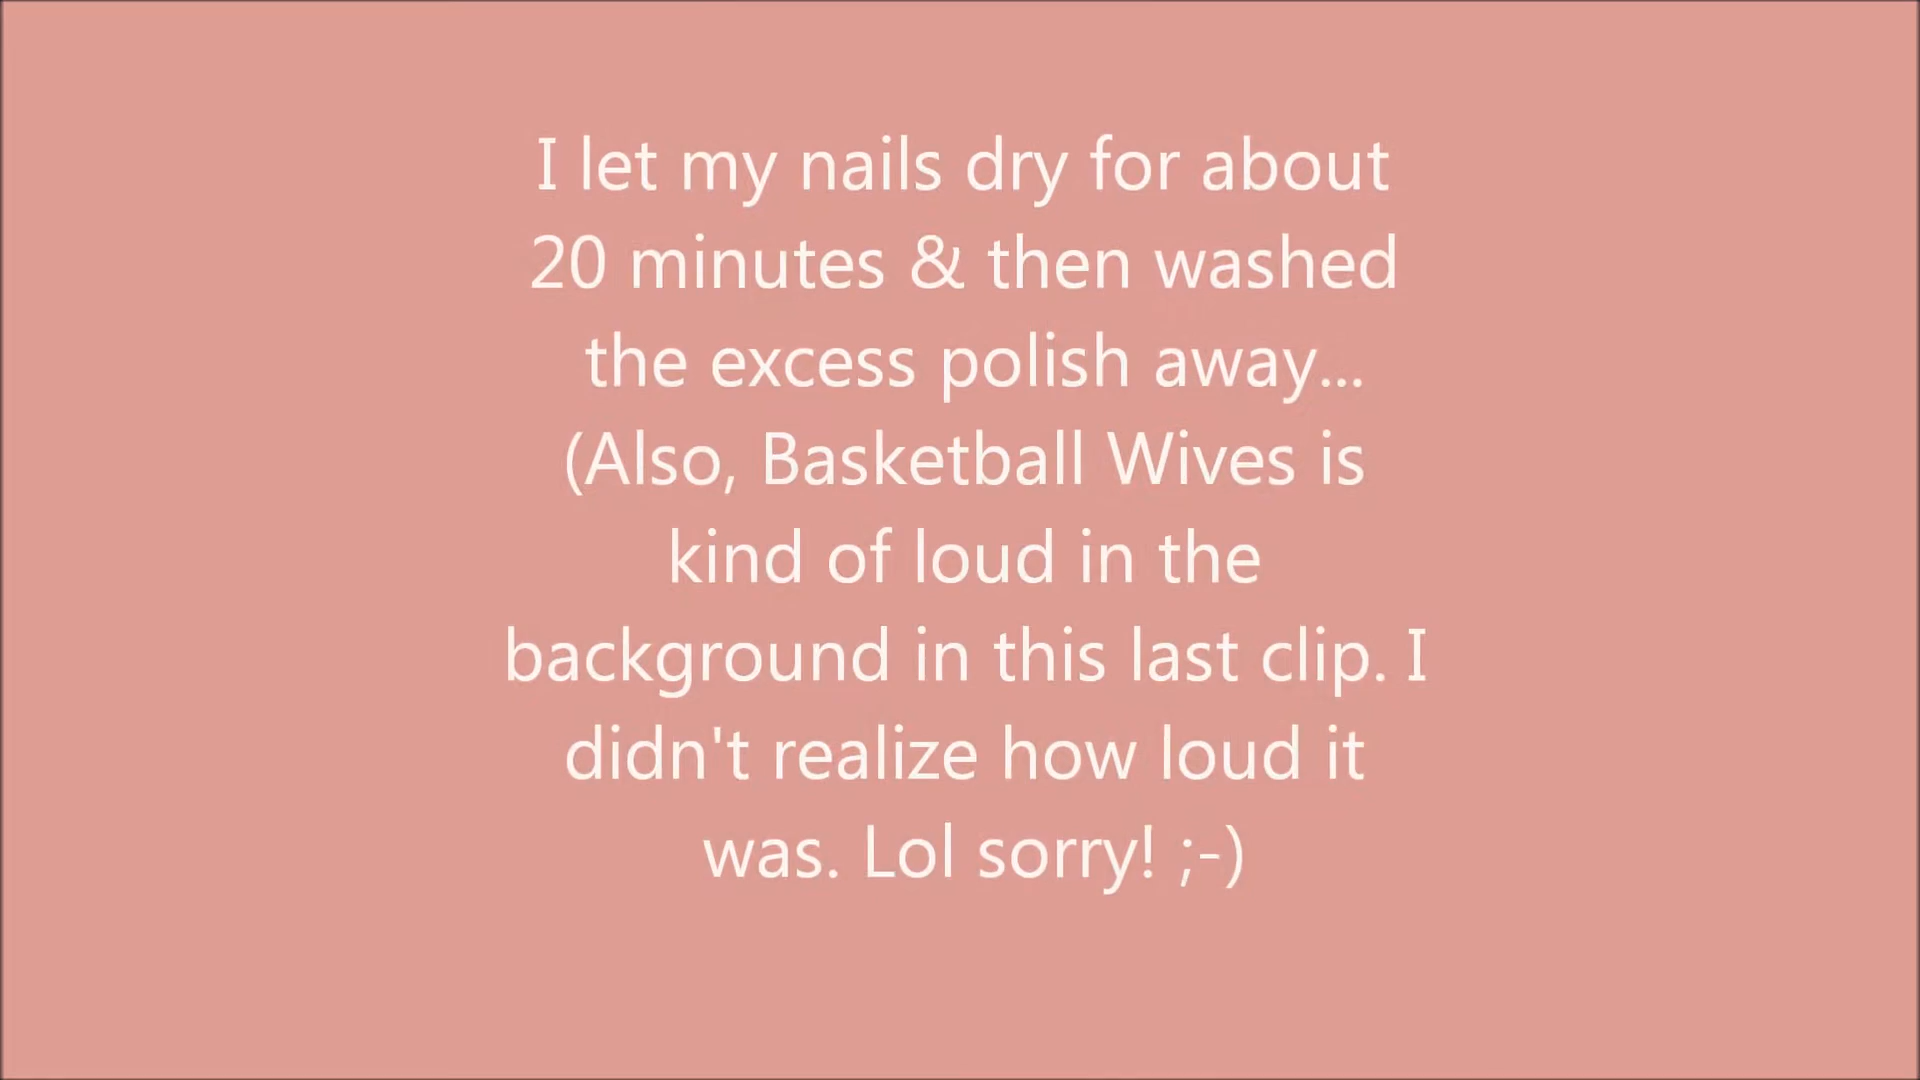 I let my nails dry for about
20 minutes & then washed
the excess polish away...
(Also, Basketball Wives is
kind of loud in the
background in this last clip. I
didn't realize how loud it
was. Lol sorry! ;-)